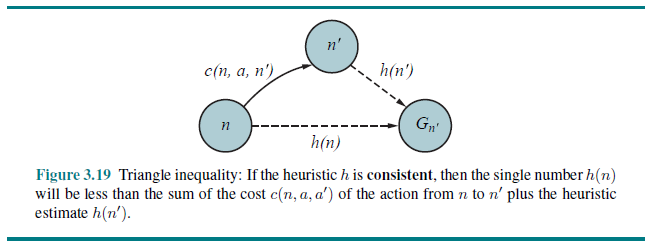 n′
c(n, a, n′)
h(n′)
n
Gn′
h(n)
Figure 3.19 Triangle inequality: If the heuristic h is consistent, then the single number h(n)
will be less than the sum of the cost c(n, a, a′) of the action from n to n′ plus the heuristic
estimate h(n′).